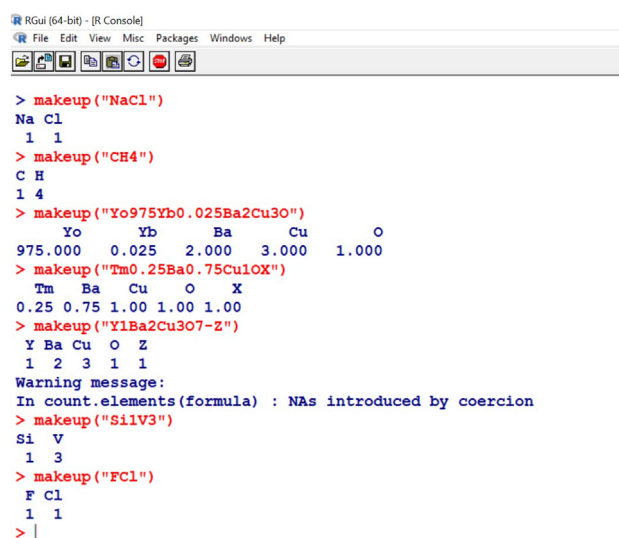 RGui (64-bit) - [R Console]
File Edit View Misc Packages Windows Help
STOP
> makeup("NaCl")
Na Cl
1 1
> makeup("CH4")
C H
1 4
> makeup("Yo975Yb0.025Ba2Cu3O")
Yo Yb Ba Cu O
975.000 0.025 2.000 3.000 1.000
> makeup("Tm0.25Ba0.75Cu1OX")
Tm Ba Cu O X
0.25 0.75 1.00 1.00 1.00
> makeup("Y1Ba2Cu3O7-Z")
Y Ba Cu O Z
1 2 3 1 1
Warning message:
In count.elements(formula) : NAs introduced by coercion
> makeup("Si1V3")
Si V
1 3
> makeup("FCl")
F Cl
1 1
> |